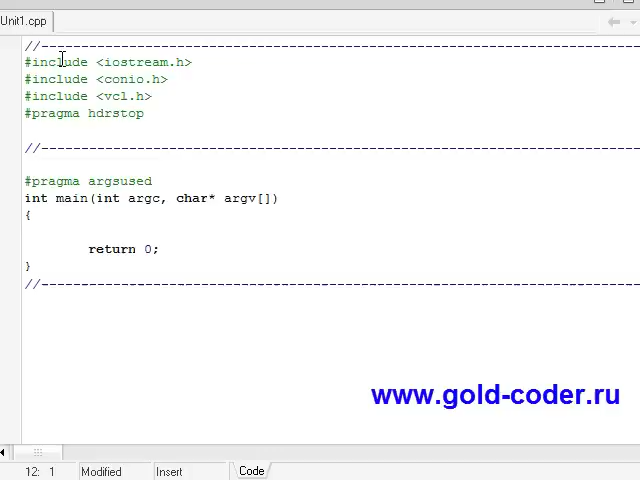 Unit1.cpp
//---------------------------------------------------------------------------
#include <iostream.h>
#include <conio.h>
#include <vcl.h>
#pragma hdrstop
//---------------------------------------------------------------------------
#pragma argsused
int main(int argc, char* argv[])
{
return 0;
}
//---------------------------------------------------------------------------
www.gold-coder.ru
12: 1 Modified Insert Code